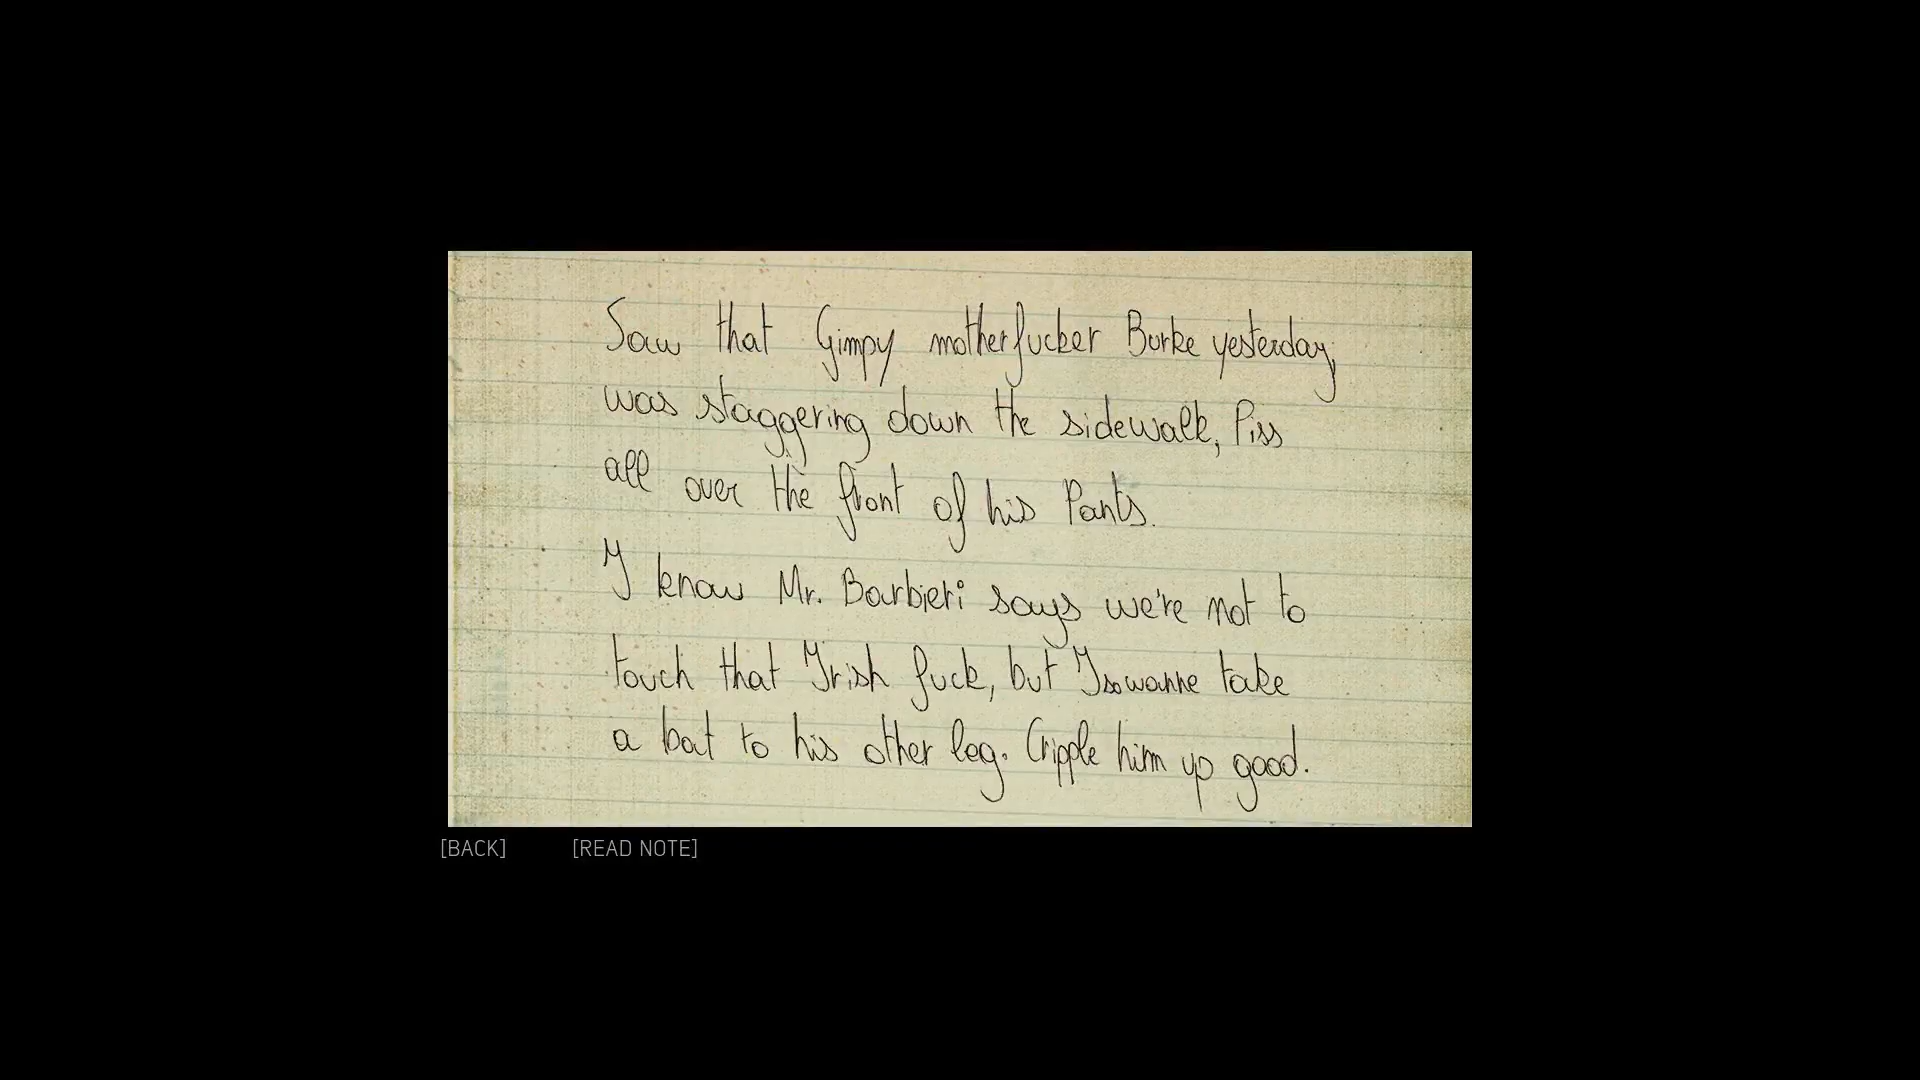 Saw that Gimpy motherfucker Burke yesterday,
was staggering down the sidewalk, Piss
all over the front of his Pants.
I know Mr. Barbieri says we're not to
touch that Irish fuck, but I so wanne take
a bat to his other leg. Cripple him up good.
[BACK] [READ NOTE]